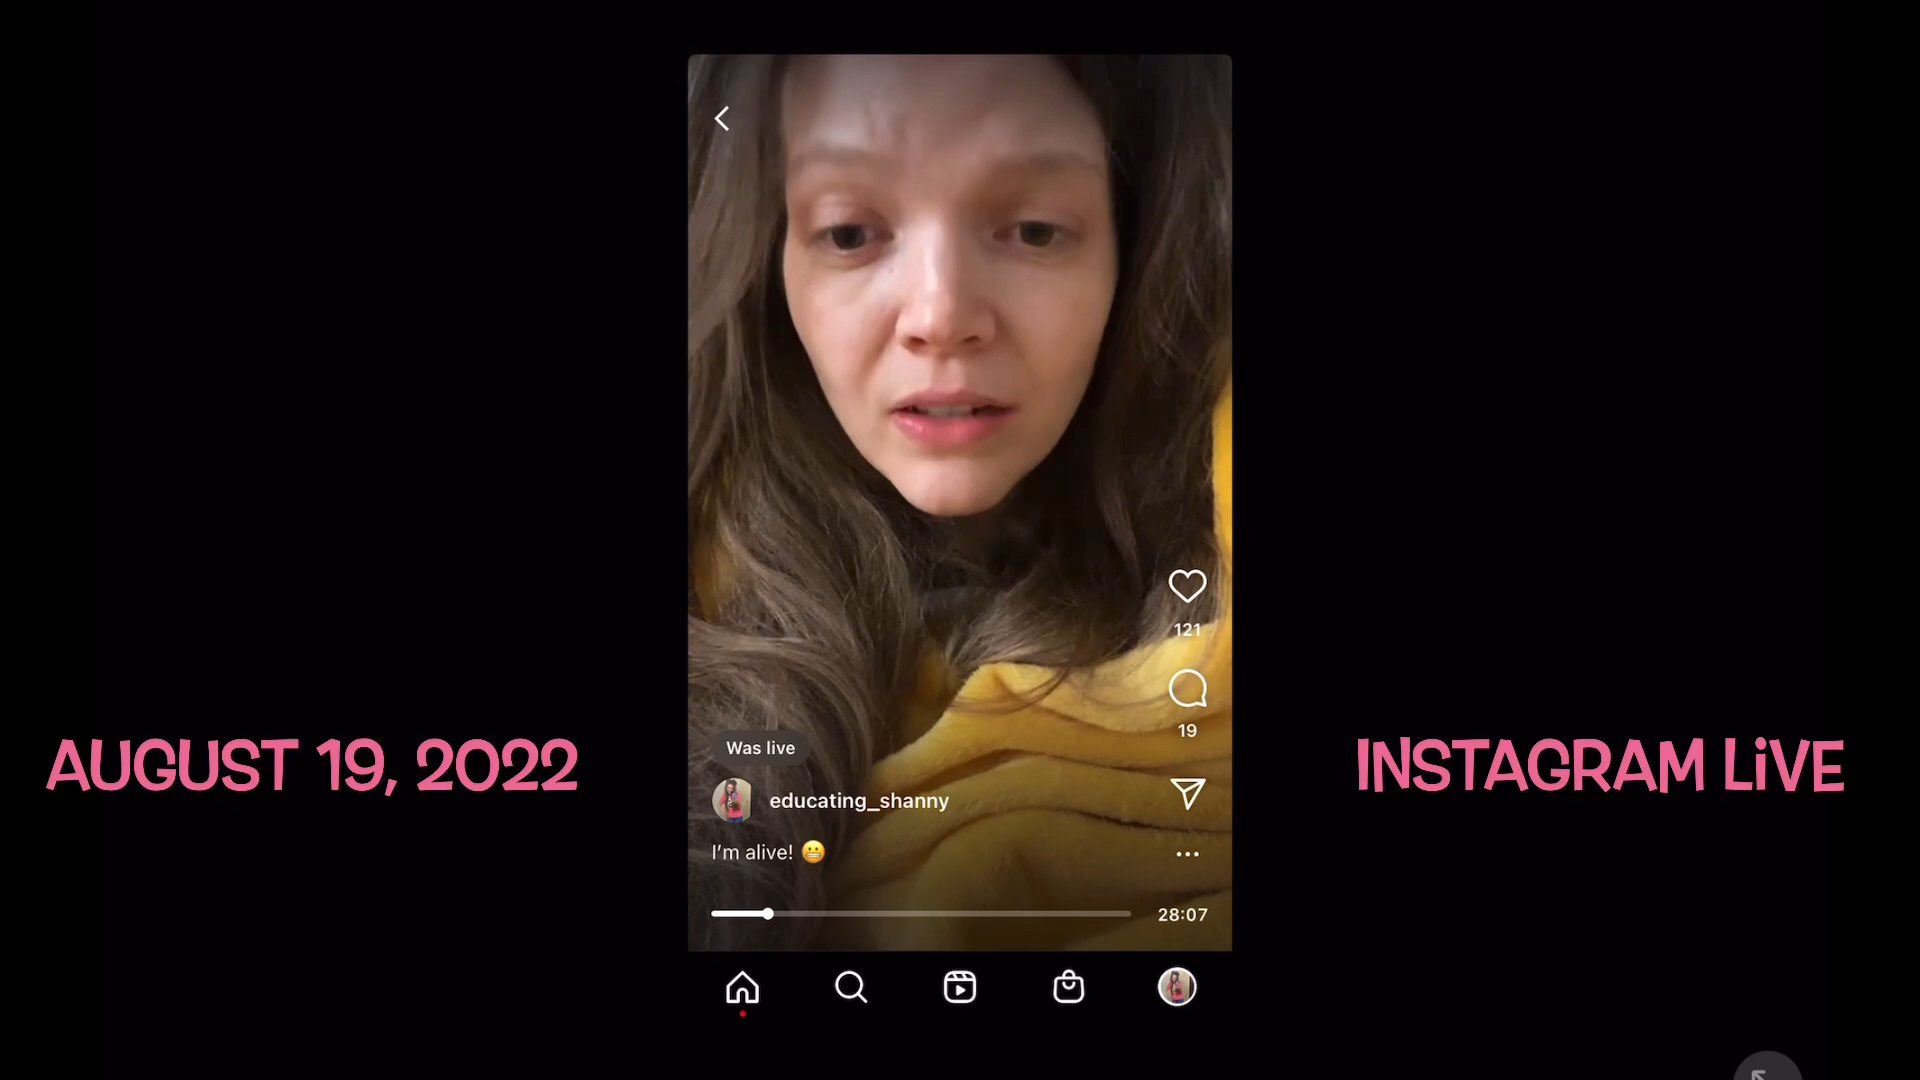 121
19
Was live
AUGUST 19, 2022
INSTAGRAM LiVE
educating_shanny
I'm alive! 😬
28:07